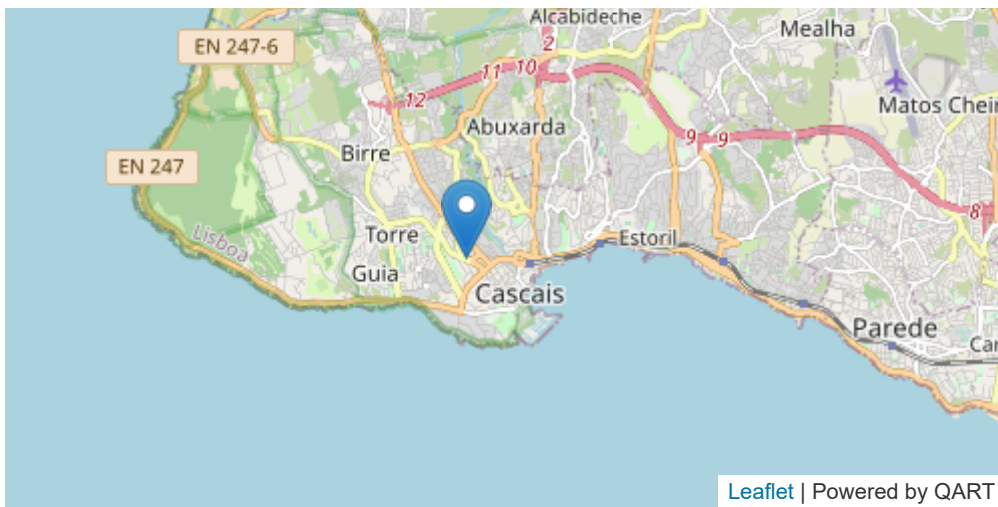 Alcabideche
Mealha
EN 247-6
2
11
10
12
Matos Chei
Abuxarda
9
9
Birre
EN 247
8
Lisboa
Torre
Estoril
Guia
Cascais
Parede
Car
Leaflet | Powered by QART